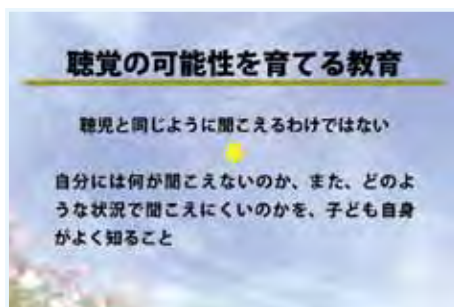 聴覚の可能性を育てる教育
聴児と同じように聞こえるわけではない
自分には何が聞こえないのか、また、どのよ
うな状況で聞こえにくいのかを、子ども自身
がよく知ること